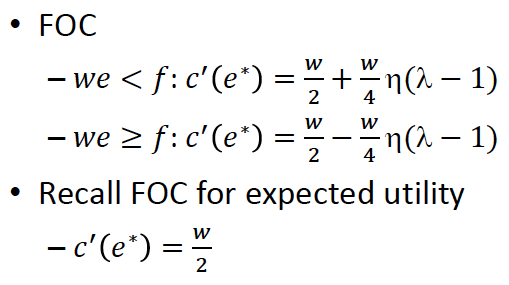 • FOC
– we < f: c′(e*) = w/2 + w/4 η(λ − 1)
– we ≥ f: c′(e*) = w/2 − w/4 η(λ − 1)
• Recall FOC for expected utility
– c′(e*) = w/2